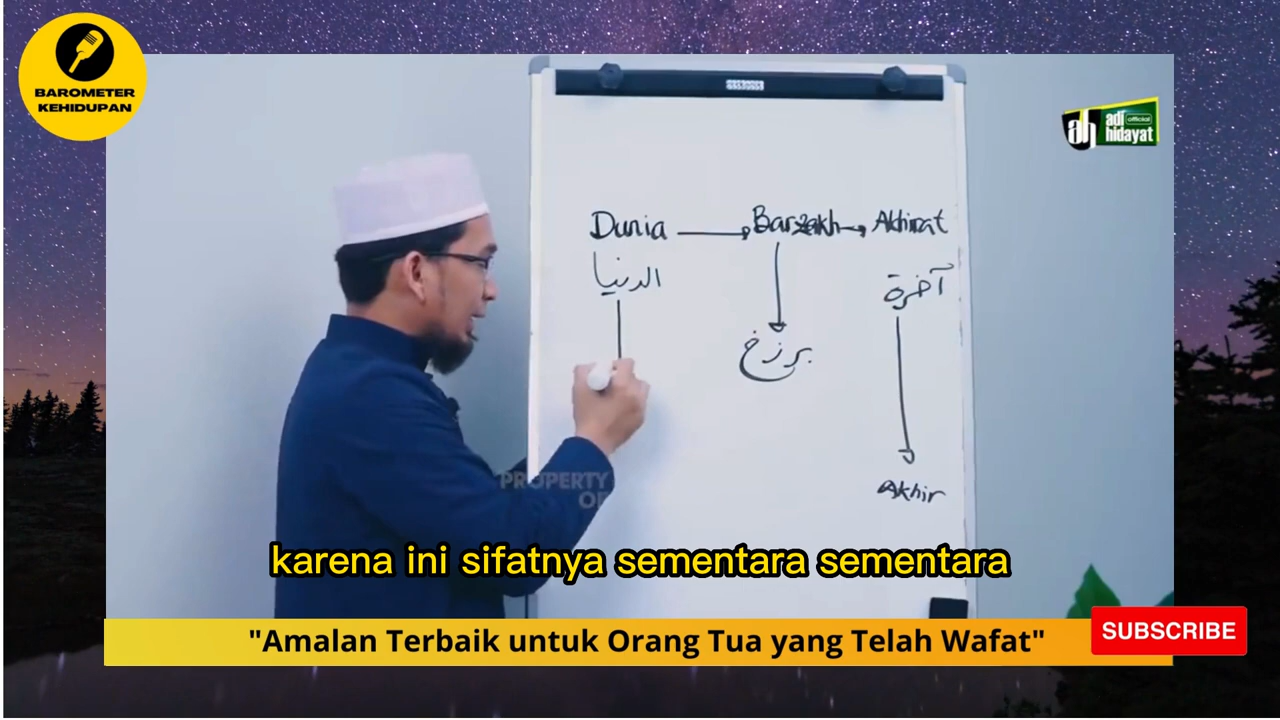 BAROMETER
KEHIDUPAN
ah adi official
hidayat
Dunia Barzakh Akhirat
الدنيا
آخرة
برزخ
Akhir
PROPERTY
OF
karena ini sifatnya sementara sementara
"Amalan Terbaik untuk Orang Tua yang Telah Wafat"
SUBSCRIBE